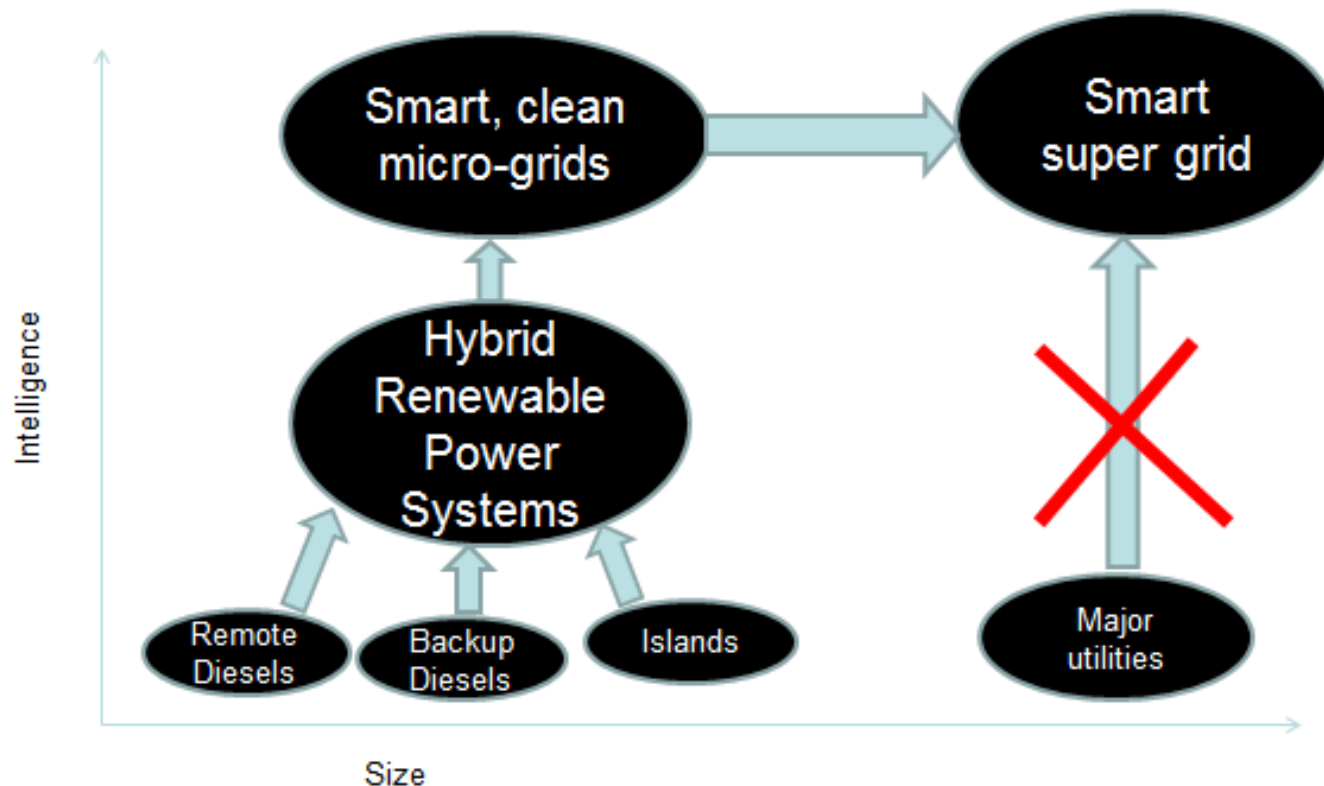 Smart, clean
micro-grids
Smart
super grid
Intelligence
Hybrid
Renewable
Power
Systems
Remote
Diesels
Backup
Diesels
Islands
Major
utilities
Size